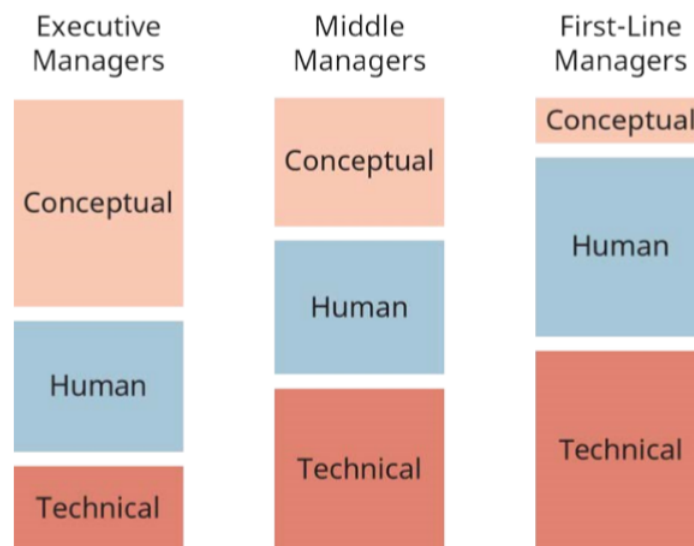 Executive
Managers
Middle
Managers
First-Line
Managers
Conceptual
Human
Technical
Conceptual
Human
Technical
Conceptual
Human
Technical